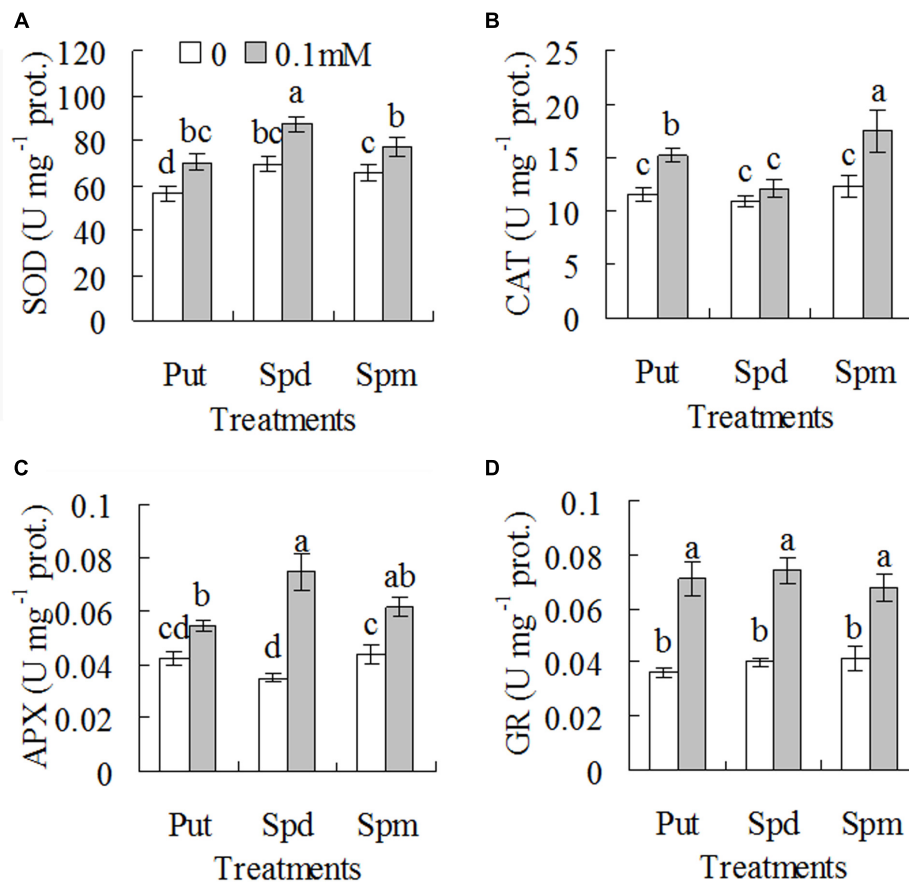 A
SOD (U mg⁻¹ prot.)
120
100
80
60
40
20
0
0 0.1mM
d bc bc a c b
Put Spd Spm
Treatments
B
CAT (U mg⁻¹ prot.)
25
20
15
10
5
0
c b c c c a
Put Spd Spm
Treatments
C
APX (U mg⁻¹ prot.)
0.1
0.08
0.06
0.04
0.02
0
cd b d a c ab
Put Spd Spm
Treatments
D
GR (U mg⁻¹ prot.)
0.1
0.08
0.06
0.04
0.02
0
b a b a b a
Put Spd Spm
Treatments